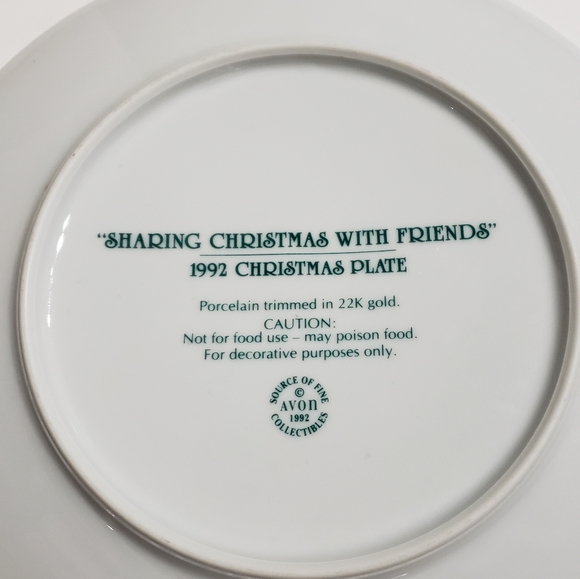 “SHARING CHRISTMAS WITH FRIENDS”
1992 CHRISTMAS PLATE
Porcelain trimmed in 22K gold.
CAUTION:
Not for food use – may poison food.
For decorative purposes only.
SOURCE OF FINE
©
AVON
1992
COLLECTIBLES